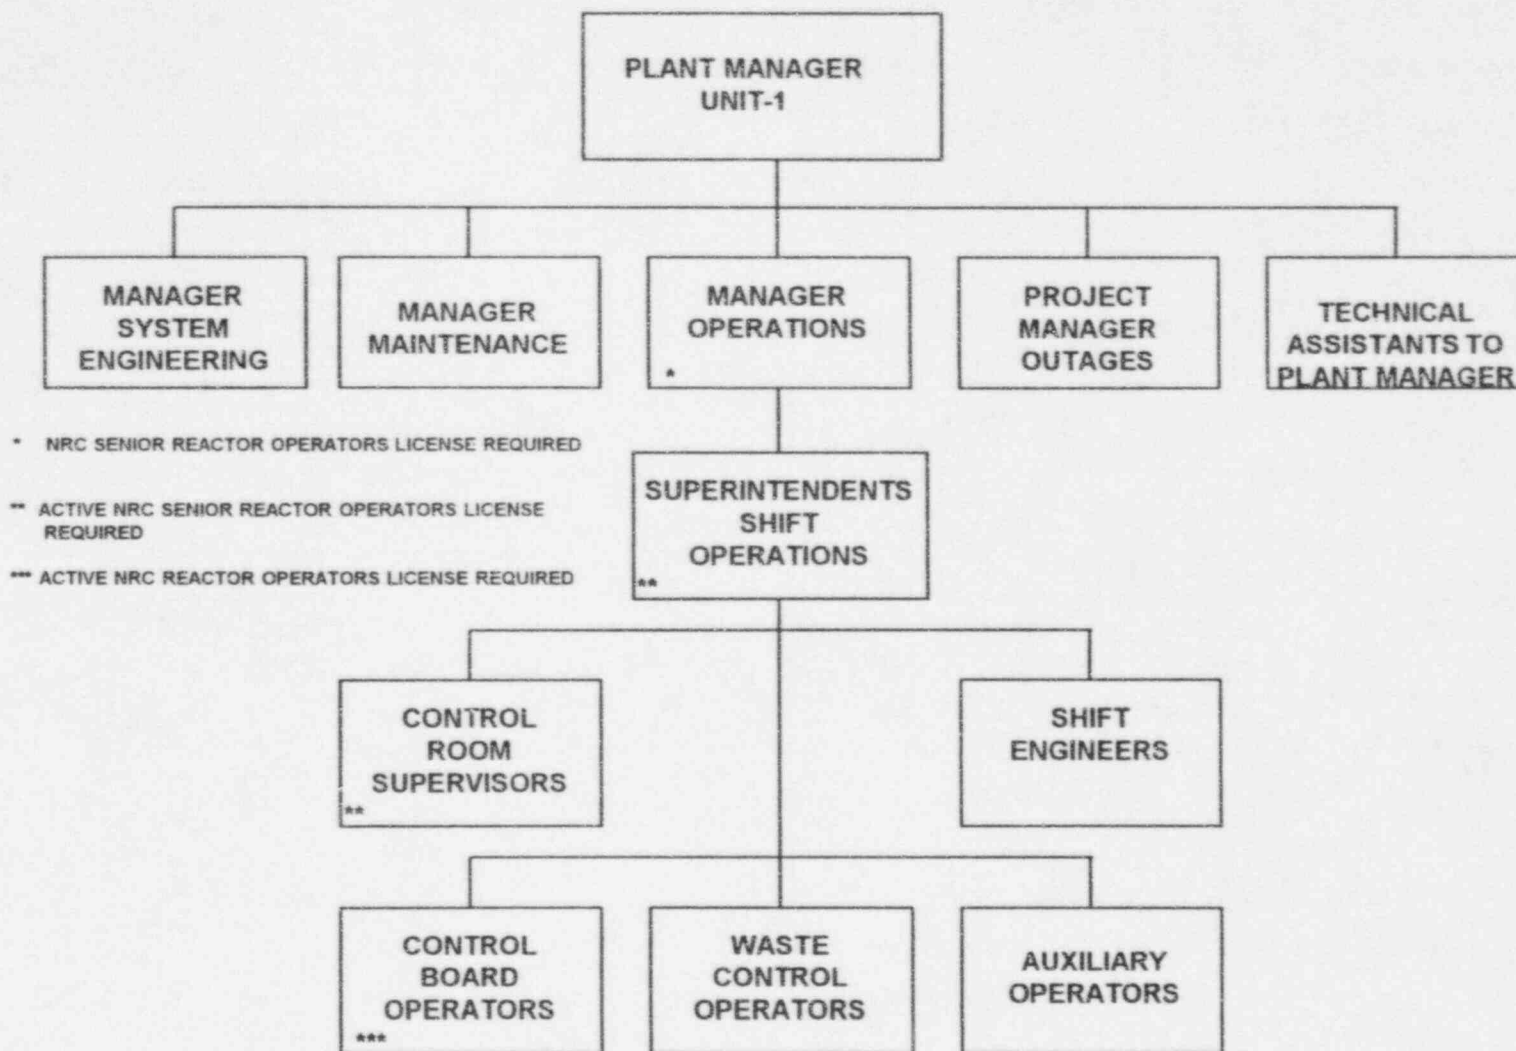 PLANT MANAGER
UNIT-1
MANAGER
SYSTEM
ENGINEERING
MANAGER
MAINTENANCE
MANAGER
OPERATIONS
*
PROJECT
MANAGER
OUTAGES
TECHNICAL
ASSISTANTS TO
PLANT MANAGER
* NRC SENIOR REACTOR OPERATORS LICENSE REQUIRED
** ACTIVE NRC SENIOR REACTOR OPERATORS LICENSE
REQUIRED
*** ACTIVE NRC REACTOR OPERATORS LICENSE REQUIRED
SUPERINTENDENTS
SHIFT
OPERATIONS
**
CONTROL
ROOM
SUPERVISORS
**
SHIFT
ENGINEERS
CONTROL
BOARD
OPERATORS
***
WASTE
CONTROL
OPERATORS
AUXILIARY
OPERATORS